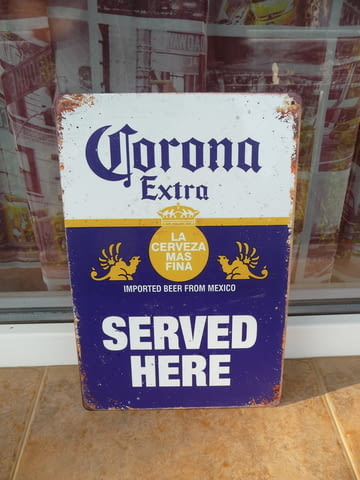 Corona
Extra
LA
CERVEZA
MAS
FINA
IMPORTED BEER FROM MEXICO
SERVED
HERE